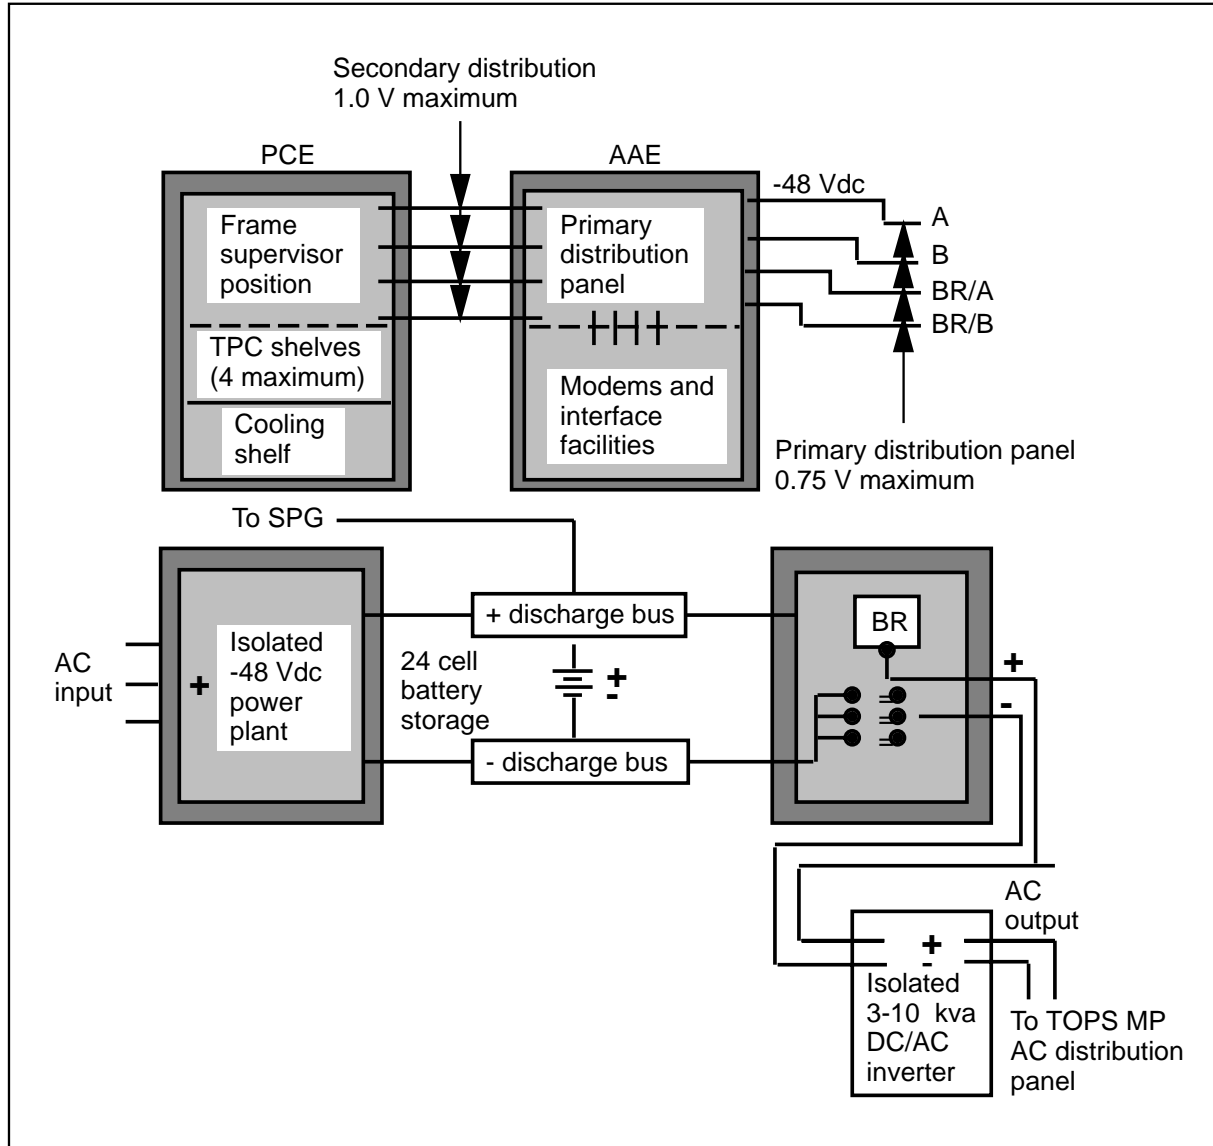 Secondary distribution
1.0 V maximum
PCE
AAE
-48 Vdc
Frame
supervisor
position
Primary
distribution
panel
A
B
BR/A
BR/B
TPC shelves
(4 maximum)
Modems and
interface
facilities
Cooling
shelf
Primary distribution panel
0.75 V maximum
To SPG
+ discharge bus
BR
AC
input
+
Isolated
-48 Vdc
power
plant
24 cell
battery
storage
+
-
+
-
- discharge bus
AC
output
+
-
Isolated
3-10 kva
DC/AC
inverter
To TOPS MP
AC distribution
panel